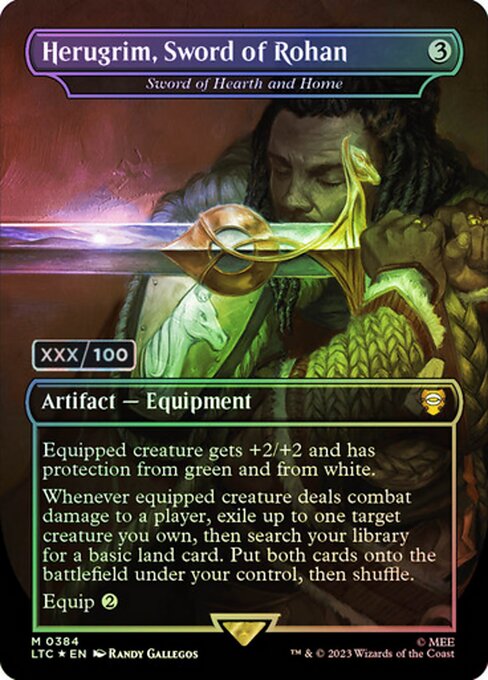 Herugrim, Sword of Rohan 3
Sword of Hearth and Home
XXX/100
Artifact — Equipment
Equipped creature gets +2/+2 and has
protection from green and from white.
Whenever equipped creature deals combat
damage to a player, exile up to one target
creature you own, then search your library
for a basic land card. Put both cards onto the
battlefield under your control, then shuffle.
Equip 2
M 0384 © MEE
LTC ★ EN Randy Gallegos ™ & © 2023 Wizards of the Coast